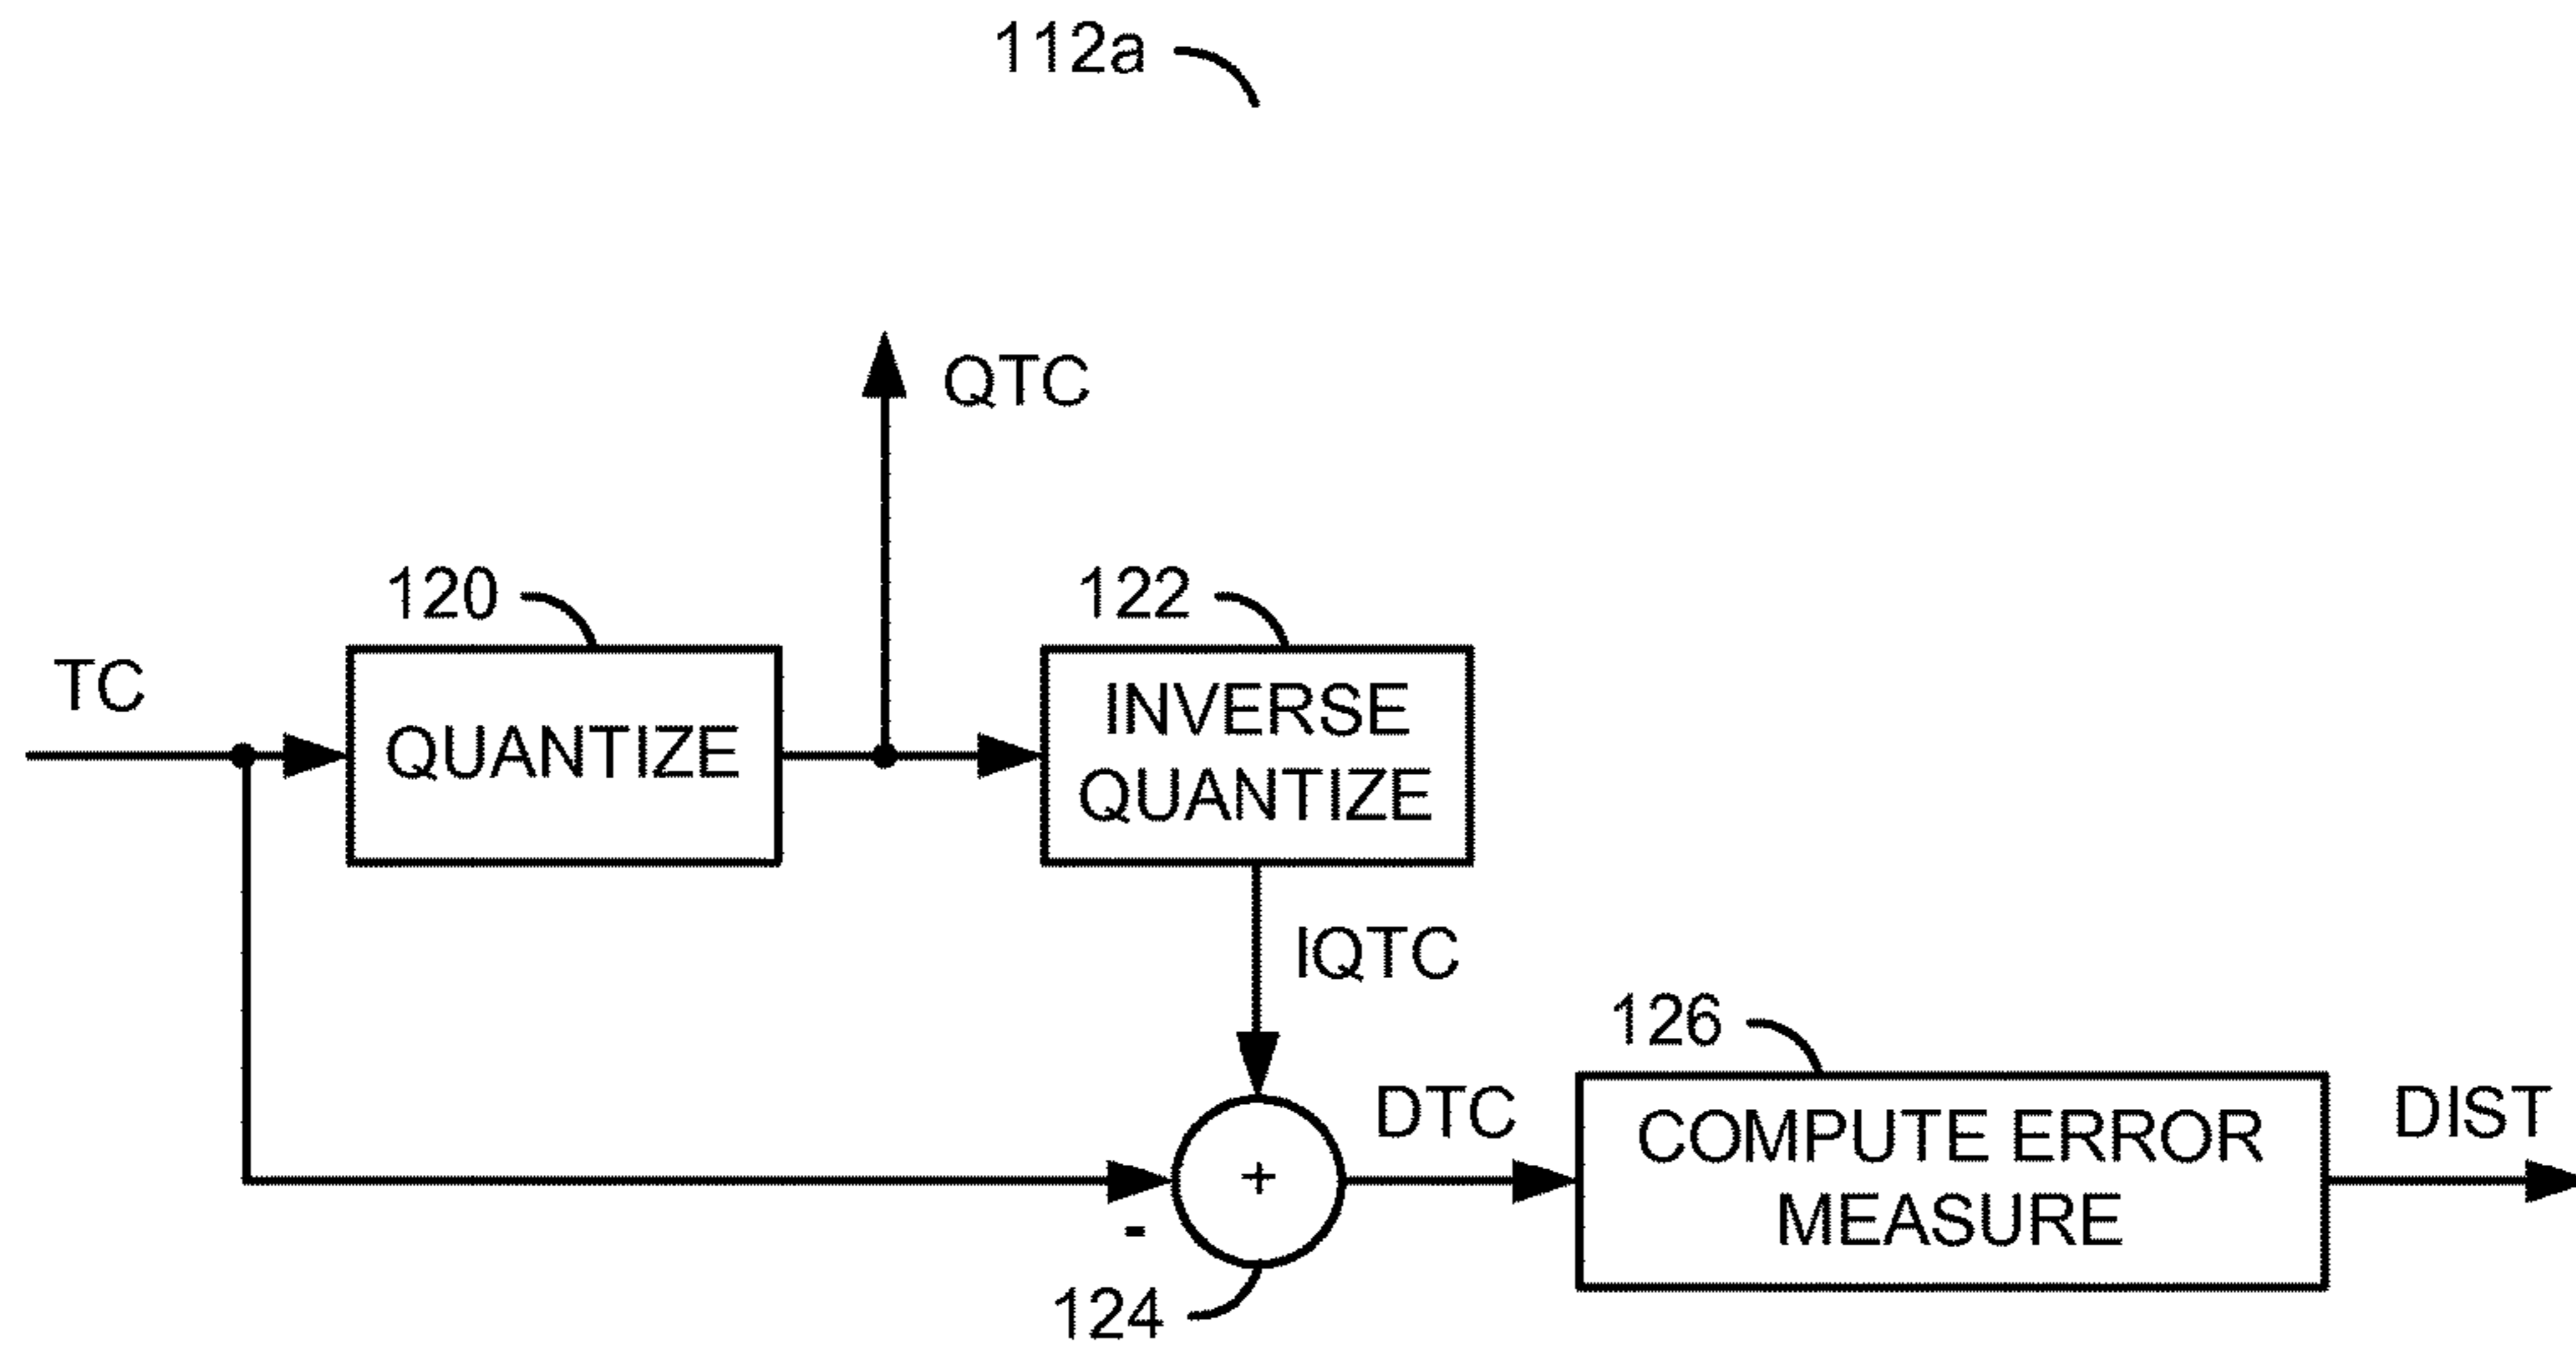 112a
QTC
120
122
TC
QUANTIZE
INVERSE
QUANTIZE
IQTC
126
DTC
COMPUTE ERROR
MEASURE
DIST
+
-
124